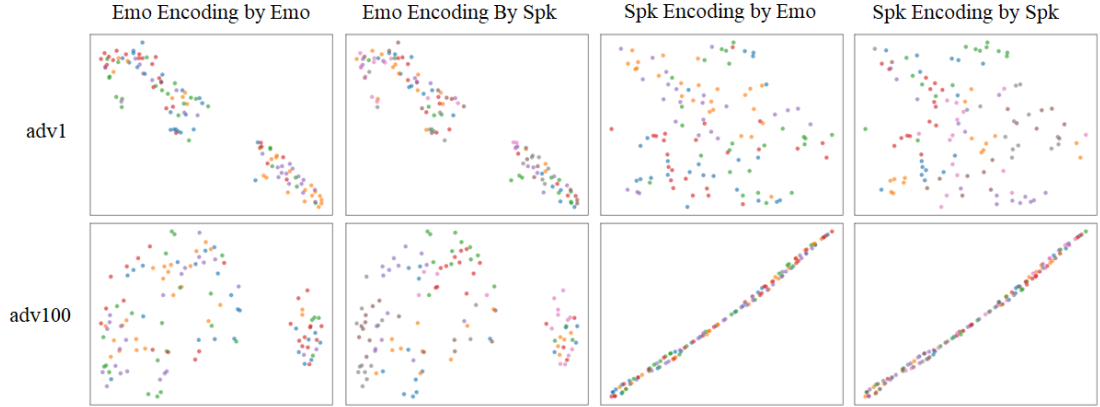 Emo Encoding by Emo
Emo Encoding By Spk
Spk Encoding by Emo
Spk Encoding by Spk
adv1
adv100